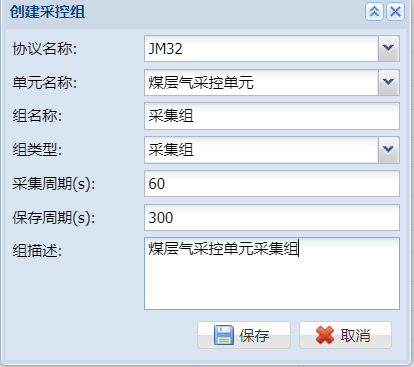 创建采控组
协议名称: JM32
单元名称: 煤层气采控单元
组名称: 采集组
组类型: 采集组
采集周期(s): 60
保存周期(s): 300
组描述: 煤层气采控单元采集组
保存 取消